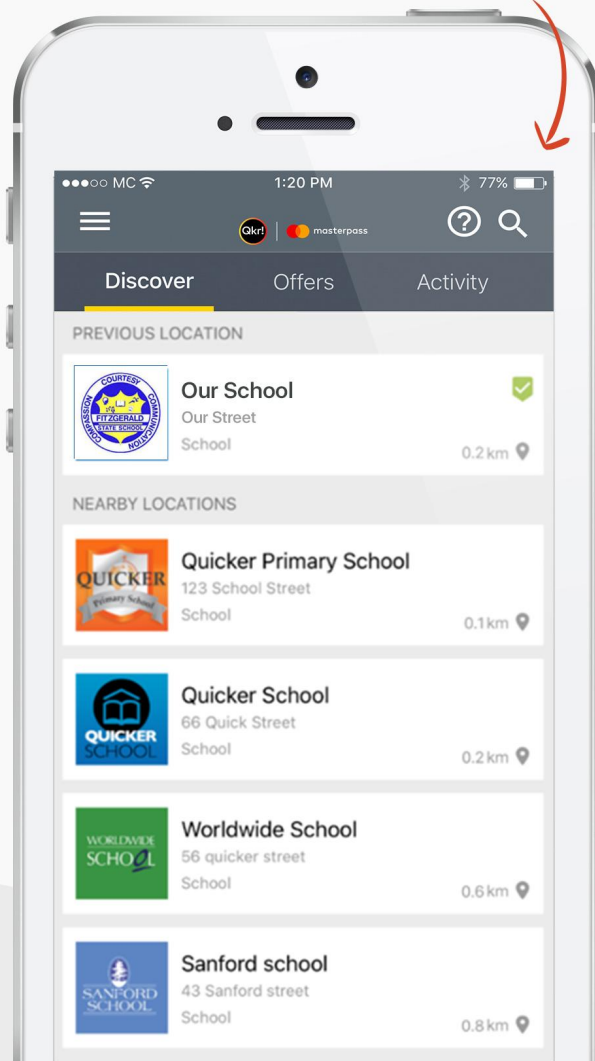 MC
1:20 PM
77%
Qkr!
masterpass
Discover
Offers
Activity
PREVIOUS LOCATION
COURTESY
COMMUNICATION
COMPASSION
FITZGERALD
STATE SCHOOL
NORTH
Our School
Our Street
School
0.2 km
NEARBY LOCATIONS
QUICKER
Primary School
Quicker Primary School
123 School Street
School
0.1 km
QUICKER
SCHOOL
Quicker School
66 Quick Street
School
0.2 km
WORLDWIDE
SCHOOL
Worldwide School
56 quicker street
School
0.6 km
SANFORD
SCHOOL
Sanford school
43 Sanford street
School
0.8 km